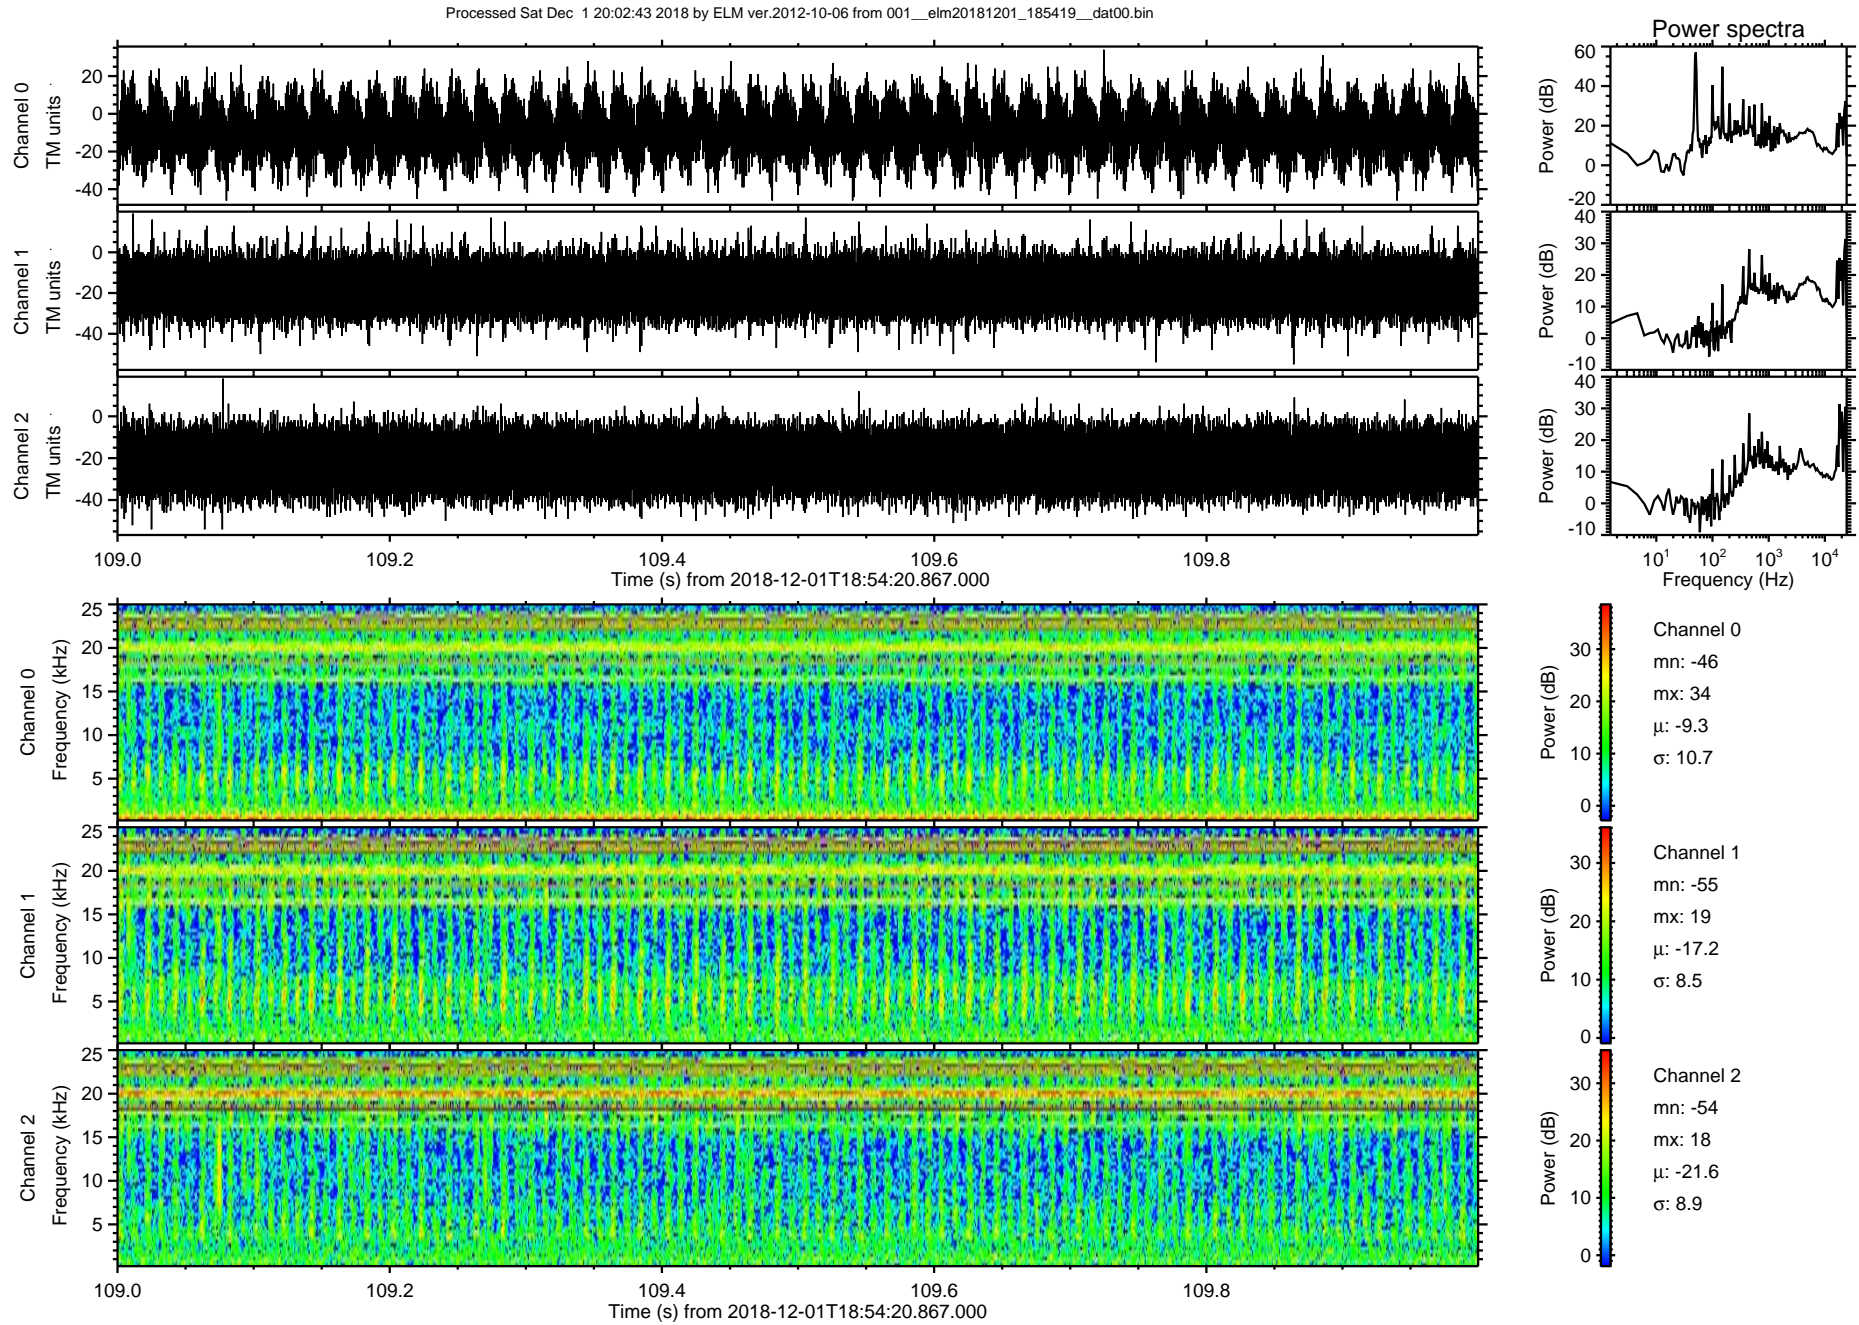 Processed Sat Dec  1 20:02:43 2018 by ELM ver.2012-10-06 from 001__elm20181201_185419__dat00.bin
Power spectra
Channel 0
TM units
20
0
-20
-40
Power (dB)
60
40
20
0
-20
Channel 1
TM units
0
-20
-40
Power (dB)
40
30
20
10
0
-10
Channel 2
TM units
0
-20
-40
Power (dB)
40
30
20
10
0
-10
109.0 109.2 109.4 109.6 109.8
Time (s) from 2018-12-01T18:54:20.867.000
10¹ 10² 10³ 10⁴
Frequency (Hz)
Channel 0
Frequency (kHz)
25
20
15
10
5
Power (dB)
30
20
10
0
Channel 0
mn: -46
mx: 34
μ: -9.3
σ: 10.7
Channel 1
Frequency (kHz)
25
20
15
10
5
Power (dB)
30
20
10
0
Channel 1
mn: -55
mx: 19
μ: -17.2
σ: 8.5
Channel 2
Frequency (kHz)
25
20
15
10
5
Power (dB)
30
20
10
0
Channel 2
mn: -54
mx: 18
μ: -21.6
σ: 8.9
109.0 109.2 109.4 109.6 109.8
Time (s) from 2018-12-01T18:54:20.867.000